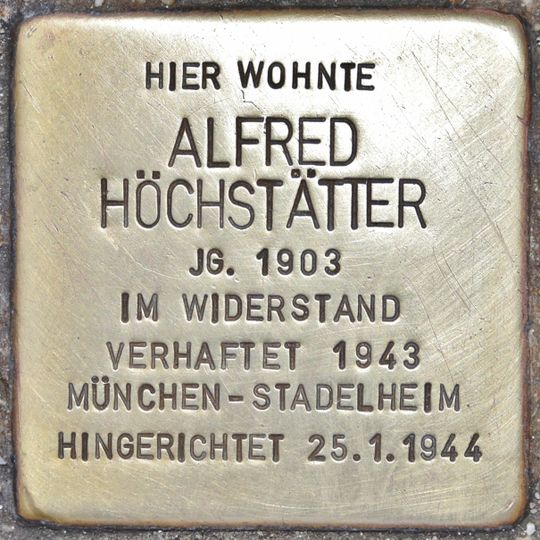 HIER WOHNTE
ALFRED
HÖCHSTÄTTER
JG. 1903
IM WIDERSTAND
VERHAFTET 1943
MÜNCHEN-STADELHEIM
HINGERICHTET 25.1.1944